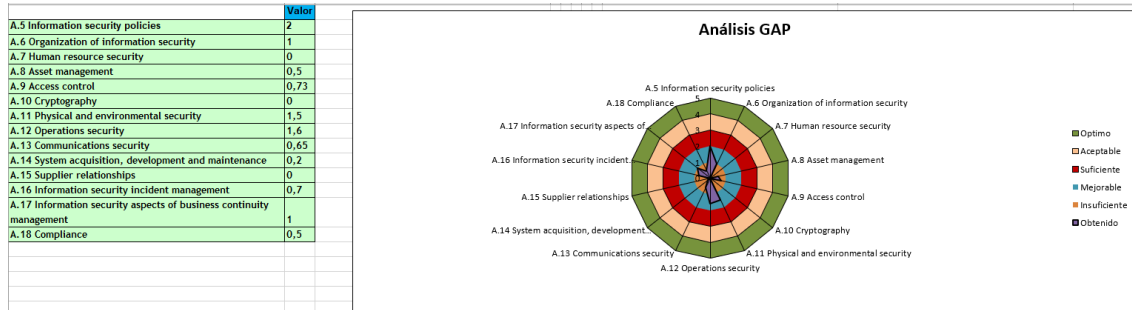 Valor
A.5 Information security policies 2
A.6 Organization of information security 1
A.7 Human resource security 0
A.8 Asset management 0,5
A.9 Access control 0,73
A.10 Cryptography 0
A.11 Physical and environmental security 1,5
A.12 Operations security 1,6
A.13 Communications security 0,65
A.14 System acquisition, development and maintenance 0,2
A.15 Supplier relationships 0
A.16 Information security incident management 0,7
A.17 Information security aspects of business continuity
management 1
A.18 Compliance 0,5
Análisis GAP
A.5 Information security policies
A.6 Organization of information security
A.7 Human resource security
A.8 Asset management
A.9 Access control
A.10 Cryptography
A.11 Physical and environmental security
A.12 Operations security
A.13 Communications security
A.14 System acquisition, development...
A.15 Supplier relationships
A.16 Information security incident...
A.17 Information security aspects of...
A.18 Compliance
5
4
3
2
1
0
Optimo
Aceptable
Suficiente
Mejorable
Insuficiente
Obtenido